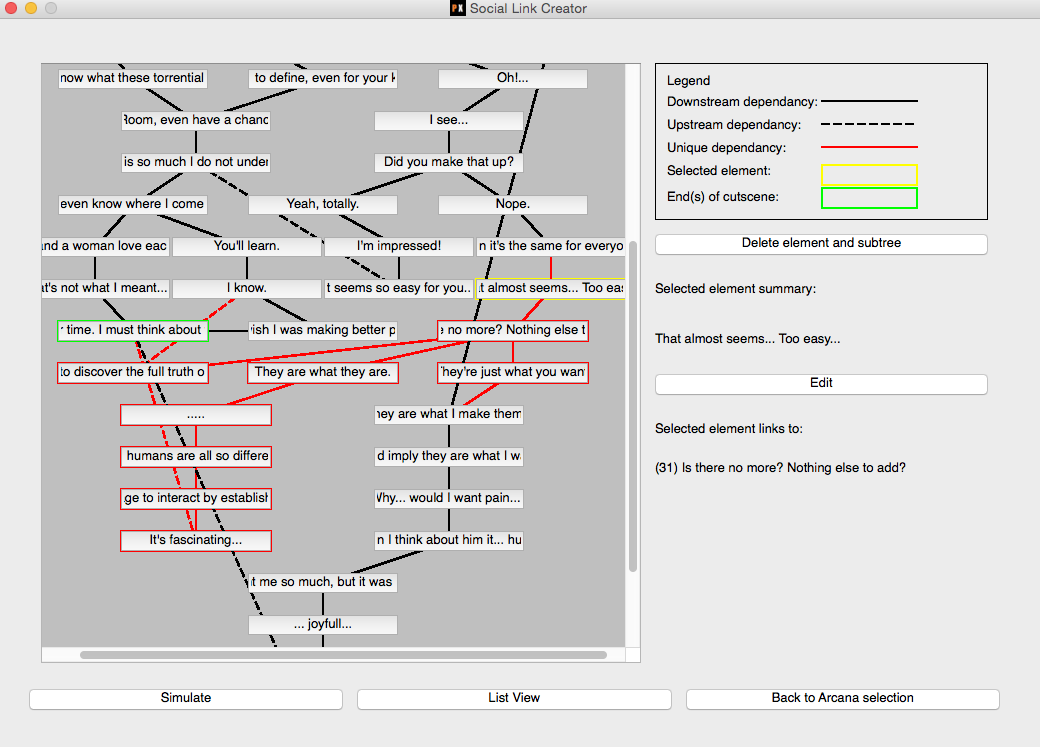 PX Social Link Creator
now what these torrential
to define, even for your k
Oh!...
Room, even have a chanc
I see...
is so much I do not under
Did you make that up?
even know where I come
Yeah, totally.
Nope.
nd a woman love eac
You'll learn.
I'm impressed!
n it's the same for everyo
at's not what I meant...
I know.
t seems so easy for you..
t almost seems... Too eas
time. I must think about
ish I was making better p
e no more? Nothing else t
to discover the full truth o
They are what they are.
They're just what you wan
.....
hey are what I make them
humans are all so differe
d imply they are what I wa
ge to interact by establish
Why... would I want pain...
It's fascinating...
n I think about him it... hu
t me so much, but it was
... joyfull...
Legend
Downstream dependancy:
Upstream dependancy:
Unique dependancy:
Selected element:
End(s) of cutscene:
Delete element and subtree
Selected element summary:
That almost seems... Too easy...
Edit
Selected element links to:
(31) Is there no more? Nothing else to add?
Simulate
List View
Back to Arcana selection